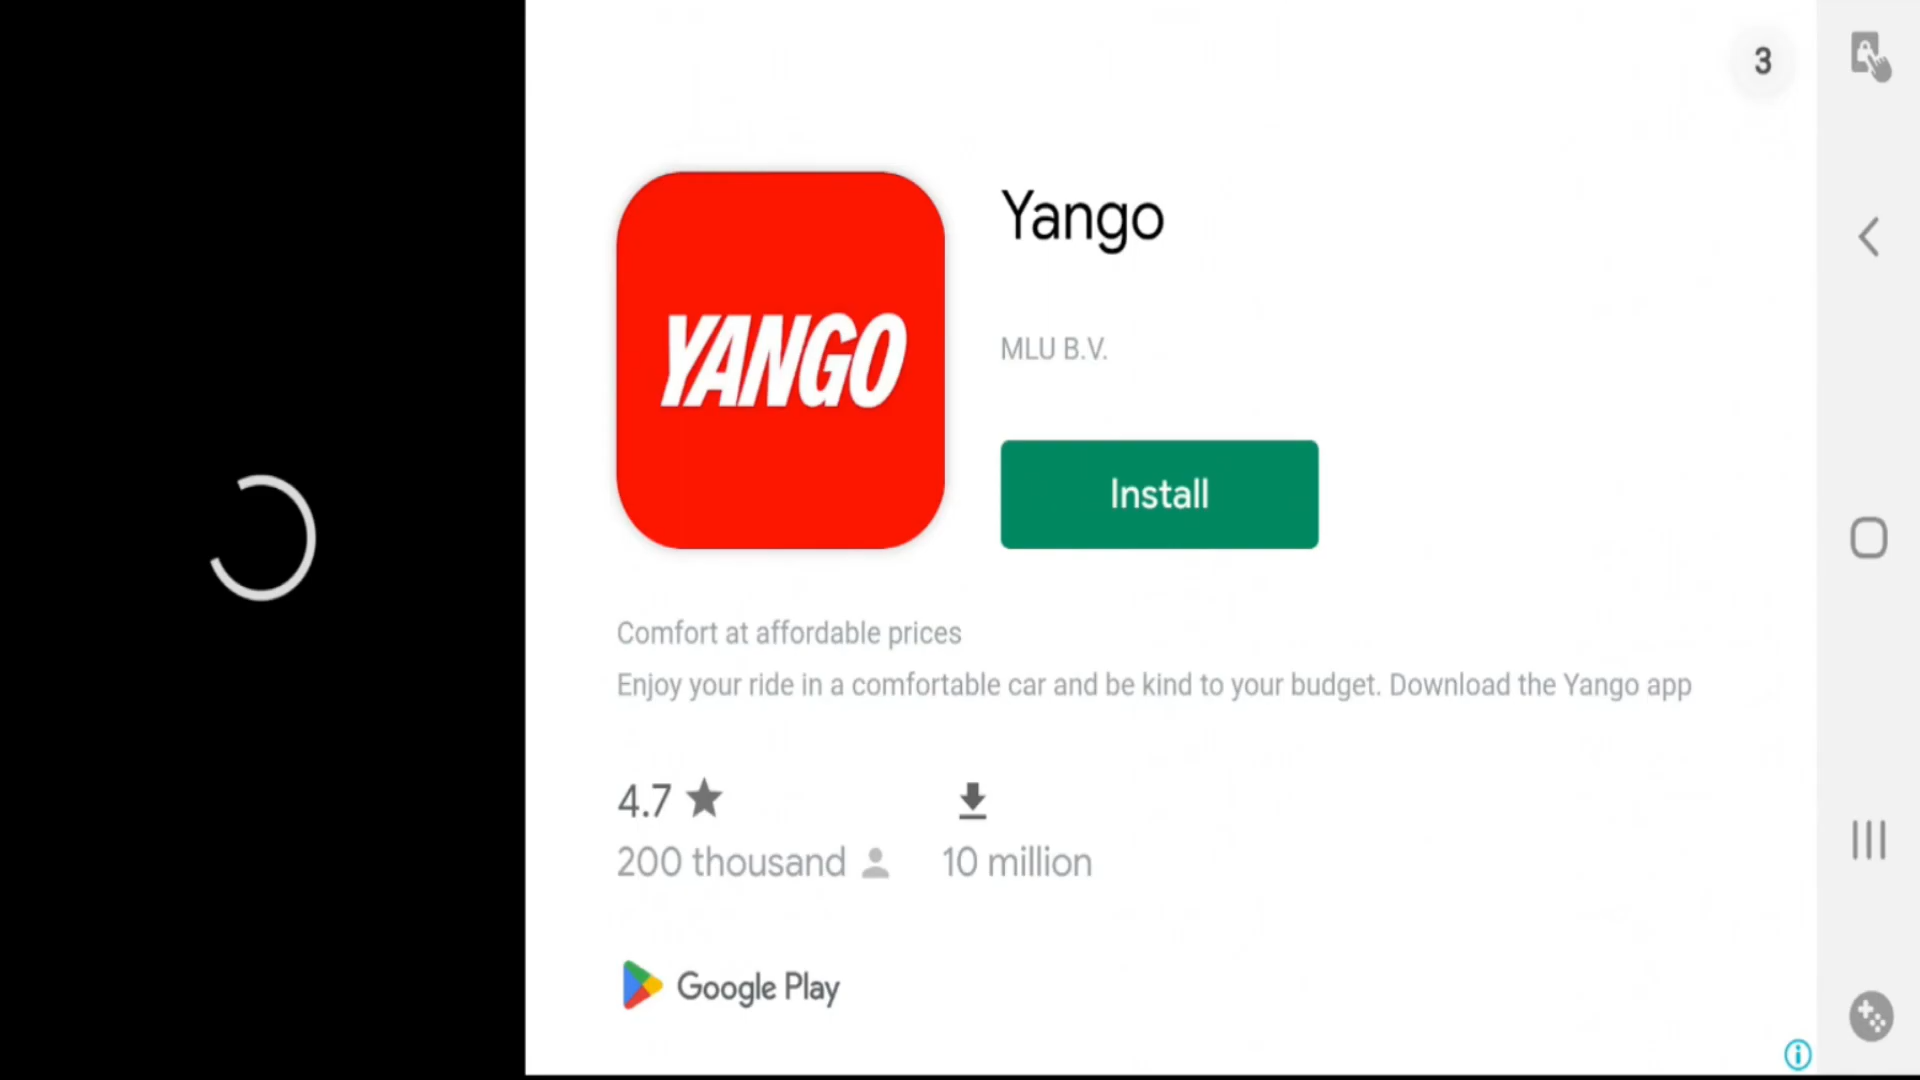 3
YANGO
Yango
MLU B.V.
Install
Comfort at affordable prices
Enjoy your ride in a comfortable car and be kind to your budget. Download the Yango app
4.7
200 thousand
10 million
Google Play